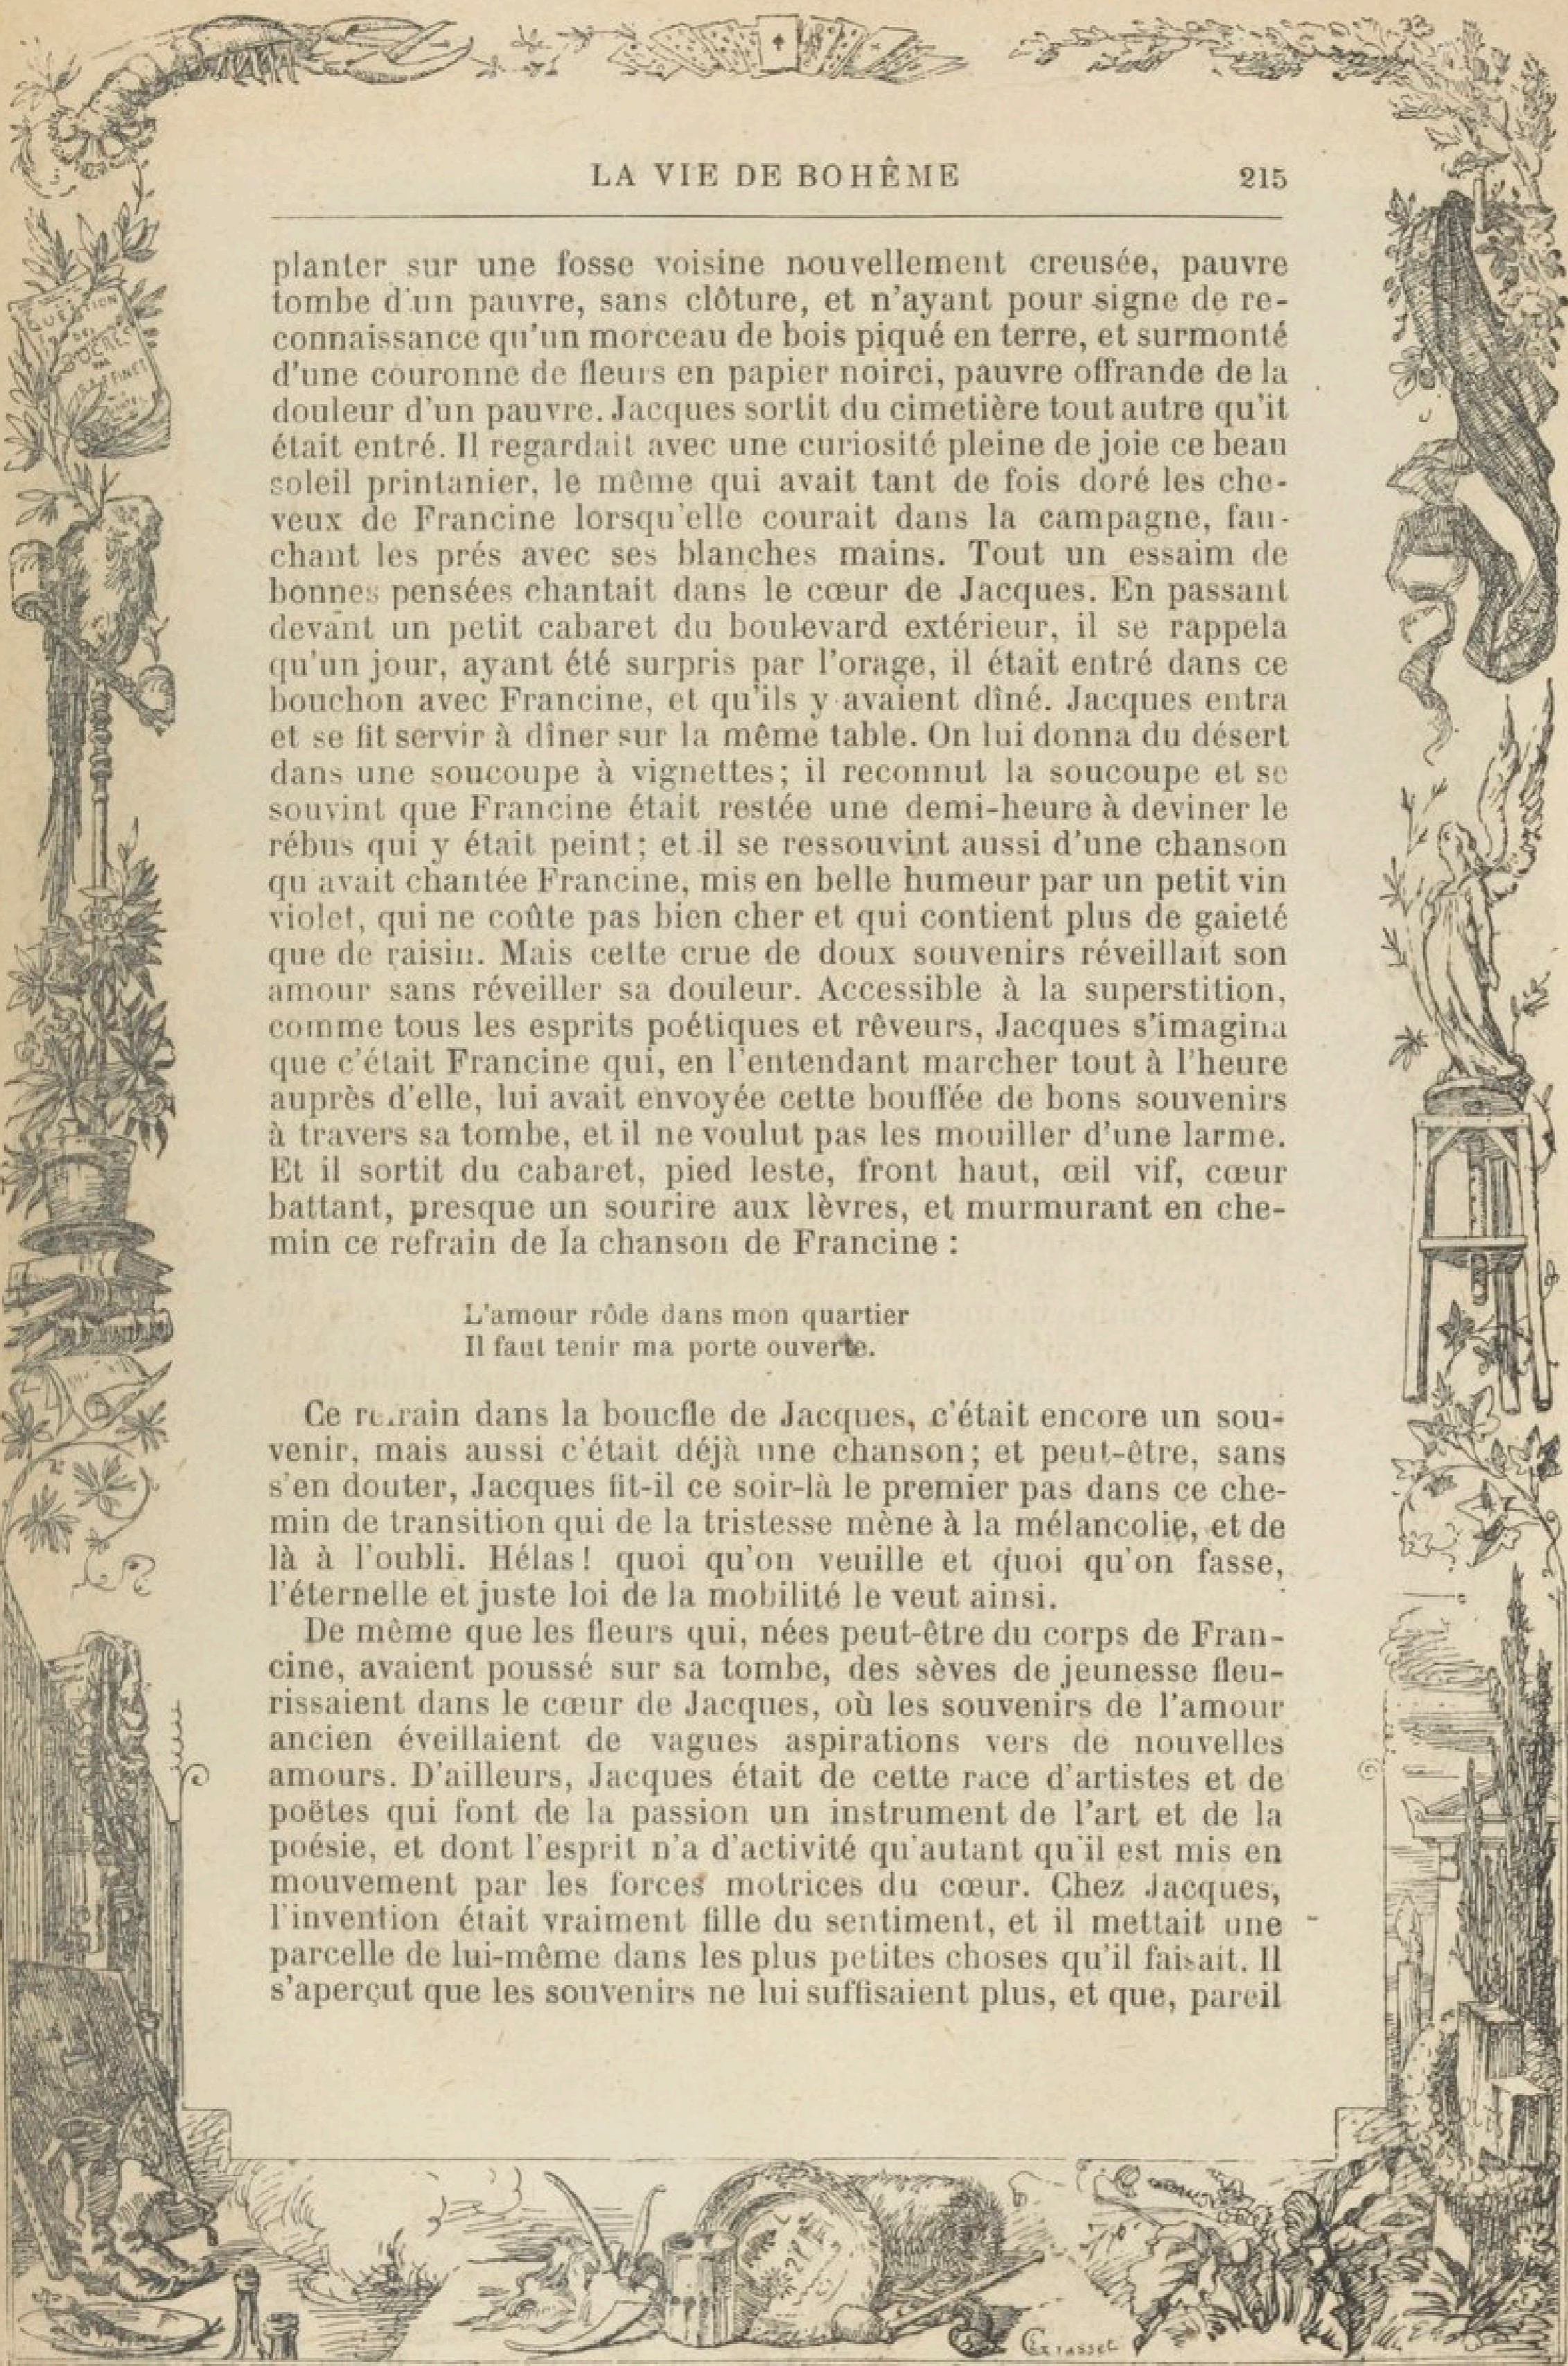 LA VIE DE BOHÊME 215
planter sur une fosse voisine nouvellement creusée, pauvre
tombe d'un pauvre, sans clôture, et n'ayant pour signe de re-
connaissance qu'un morceau de bois piqué en terre, et surmonté
d'une couronne de fleurs en papier noirci, pauvre offrande de la
douleur d'un pauvre. Jacques sortit du cimetière tout autre qu'it
était entré. Il regardait avec une curiosité pleine de joie ce beau
soleil printanier, le même qui avait tant de fois doré les che-
veux de Francine lorsqu'elle courait dans la campagne, fau-
chant les prés avec ses blanches mains. Tout un essaim de
bonnes pensées chantait dans le cœur de Jacques. En passant
devant un petit cabaret du boulevard extérieur, il se rappela
qu'un jour, ayant été surpris par l'orage, il était entré dans ce
bouchon avec Francine, et qu'ils y avaient dîné. Jacques entra
et se fit servir à dîner sur la même table. On lui donna du désert
dans une soucoupe à vignettes; il reconnut la soucoupe et se
souvint que Francine était restée une demi-heure à deviner le
rébus qui y était peint; et il se ressouvint aussi d'une chanson
qu'avait chantée Francine, mis en belle humeur par un petit vin
violet, qui ne coûte pas bien cher et qui contient plus de gaieté
que de raisin. Mais cette crue de doux souvenirs réveillait son
amour sans réveiller sa douleur. Accessible à la superstition,
comme tous les esprits poétiques et rêveurs, Jacques s'imagina
que c'était Francine qui, en l'entendant marcher tout à l'heure
auprès d'elle, lui avait envoyée cette bouffée de bons souvenirs
à travers sa tombe, et il ne voulut pas les mouiller d'une larme.
Et il sortit du cabaret, pied leste, front haut, œil vif, cœur
battant, presque un sourire aux lèvres, et murmurant en che-
min ce refrain de la chanson de Francine :
L'amour rôde dans mon quartier
Il faut tenir ma porte ouverte.
Ce refrain dans la boucfle de Jacques, c'était encore un sou-
venir, mais aussi c'était déjà une chanson; et peut-être, sans
s'en douter, Jacques fit-il ce soir-là le premier pas dans ce che-
min de transition qui de la tristesse mène à la mélancolie, et de
là à l'oubli. Hélas! quoi qu'on veuille et quoi qu'on fasse,
l'éternelle et juste loi de la mobilité le veut ainsi.
De même que les fleurs qui, nées peut-être du corps de Fran-
cine, avaient poussé sur sa tombe, des sèves de jeunesse fleu-
rissaient dans le cœur de Jacques, où les souvenirs de l'amour
ancien éveillaient de vagues aspirations vers de nouvelles
amours. D'ailleurs, Jacques était de cette race d'artistes et de
poëtes qui font de la passion un instrument de l'art et de la
poésie, et dont l'esprit n'a d'activité qu'autant qu'il est mis en
mouvement par les forces motrices du cœur. Chez Jacques,
l'invention était vraiment fille du sentiment, et il mettait une
parcelle de lui-même dans les plus petites choses qu'il faisait. Il
s'aperçut que les souvenirs ne lui suffisaient plus, et que, pareil
Grasset